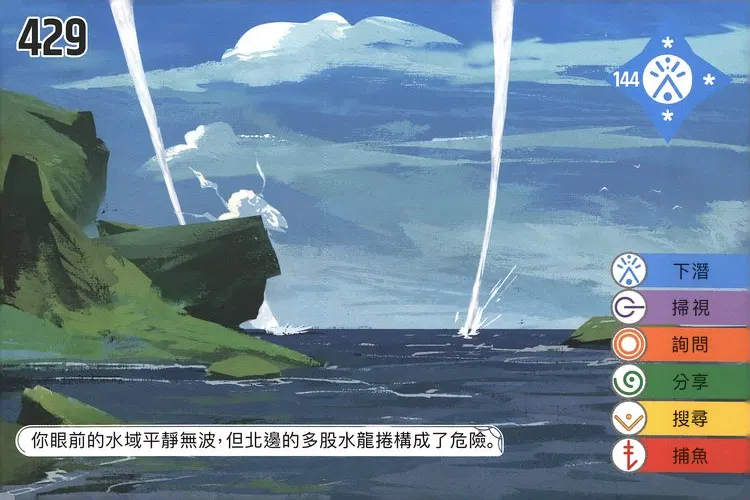 429
*
144 *
*
下潛
掃視
詢問
分享
搜尋
捕魚
你眼前的水域平靜無波，但北邊的多股水龍捲構成了危險。